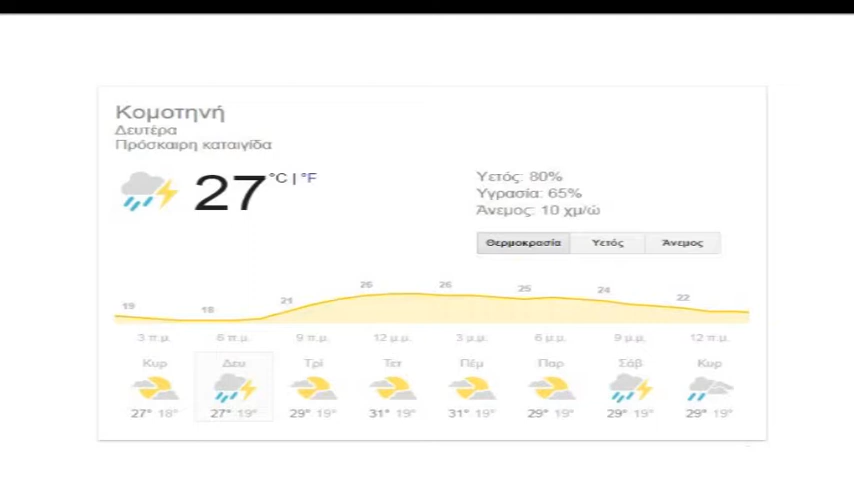 Κομοτηνή
Δευτέρα
Πρόσκαιρη καταιγίδα
27 °C | °F
Υετός: 80%
Υγρασία: 65%
Άνεμος: 10 χμ/ώ
Θερμοκρασία Υετός Άνεμος
19 18 21 26 26 25 24 22
3 π.μ. 6 π.μ. 9 π.μ. 12 μ.μ. 3 μ.μ. 6 μ.μ. 9 μ.μ. 12 π.μ.
Κυρ Δευ Τρί Τετ Πέμ Παρ Σάβ Κυρ
27° 18° 27° 19° 29° 19° 31° 19° 31° 19° 29° 19° 29° 19° 29° 19°